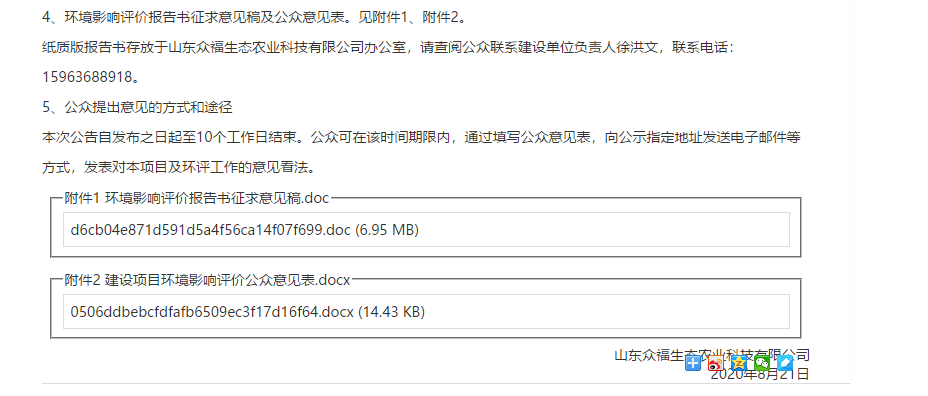 4、环境影响评价报告书征求意见稿及公众意见表。见附件1、附件2。
纸质版报告书存放于山东众福生态农业科技有限公司办公室，请查阅公众联系建设单位负责人徐洪文，联系电话：
15963688918。
5、公众提出意见的方式和途径
本次公告自发布之日起至10个工作日结束。公众可在该时间期限内，通过填写公众意见表，向公示指定地址发送电子邮件等
方式，发表对本项目及环评工作的意见看法。
附件1 环境影响评价报告书征求意见稿.doc
d6cb04e871d591d5a4f56ca14f07f699.doc (6.95 MB)
附件2 建设项目环境影响评价公众意见表.docx
0506ddbebcfdfafb6509ec3f17d16f64.docx (14.43 KB)
山东众福生态农业科技有限公司
2020年8月21日